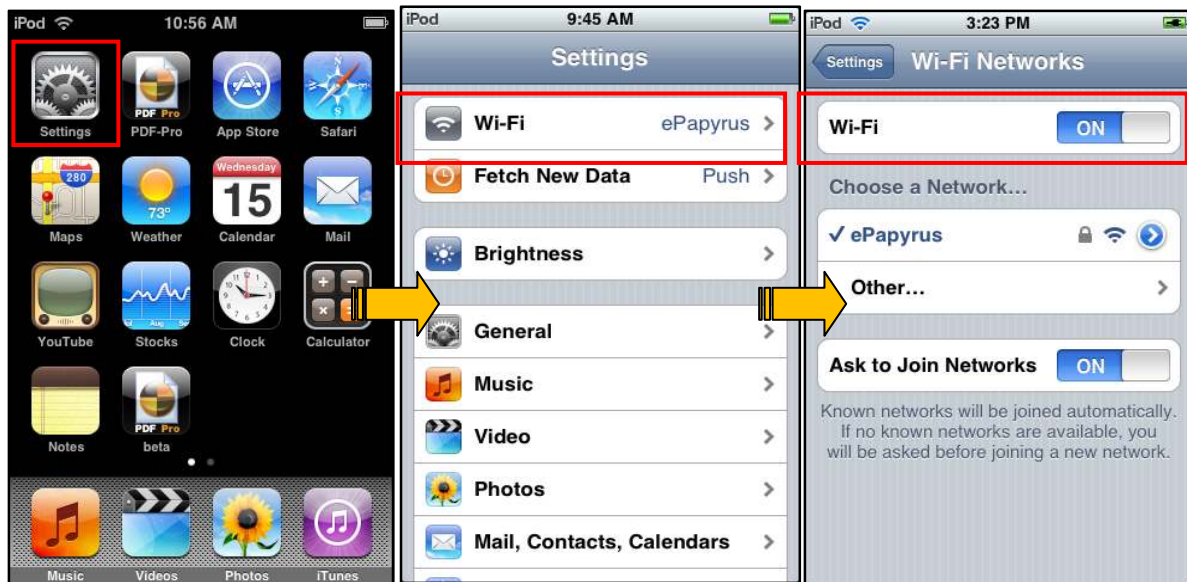 iPod 10:56 AM
Settings PDF-Pro App Store Safari
PDF Pro
280 73° Wednesday 15
Maps Weather Calendar Mail
YouTube Stocks Clock Calculator
PDF Pro
Notes beta
Music Videos Photos iTunes
iPod 9:45 AM
Settings
Wi-Fi ePapyrus
Fetch New Data Push
Brightness
General
Music
Video
Photos
Mail, Contacts, Calendars
iPod 3:23 PM
Settings Wi-Fi Networks
Wi-Fi ON
Choose a Network...
✓ ePapyrus
Other...
Ask to Join Networks ON
Known networks will be joined automatically.
If no known networks are available, you
will be asked before joining a new network.